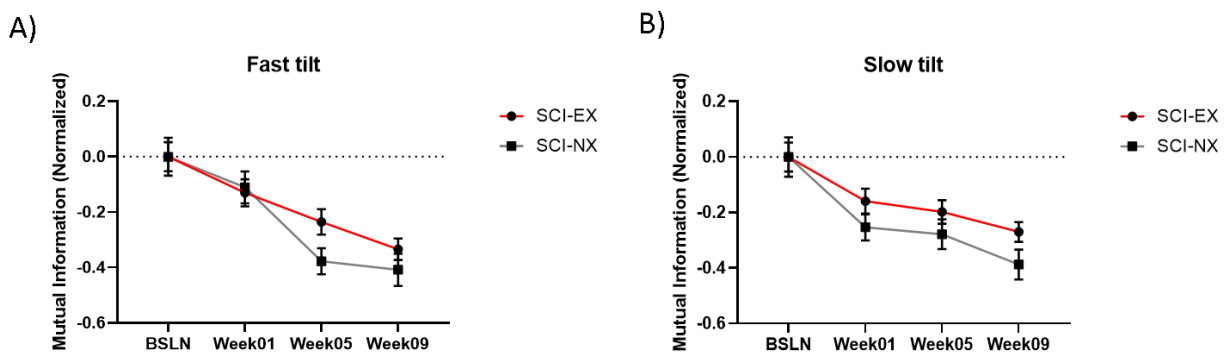 A)
Fast tilt
Mutual Information (Normalized)
0.2
0.0
-0.2
-0.4
-0.6
BSLN Week01 Week05 Week09
SCI-EX
SCI-NX
B)
Slow tilt
Mutual Information (Normalized)
0.2
0.0
-0.2
-0.4
-0.6
BSLN Week01 Week05 Week09
SCI-EX
SCI-NX